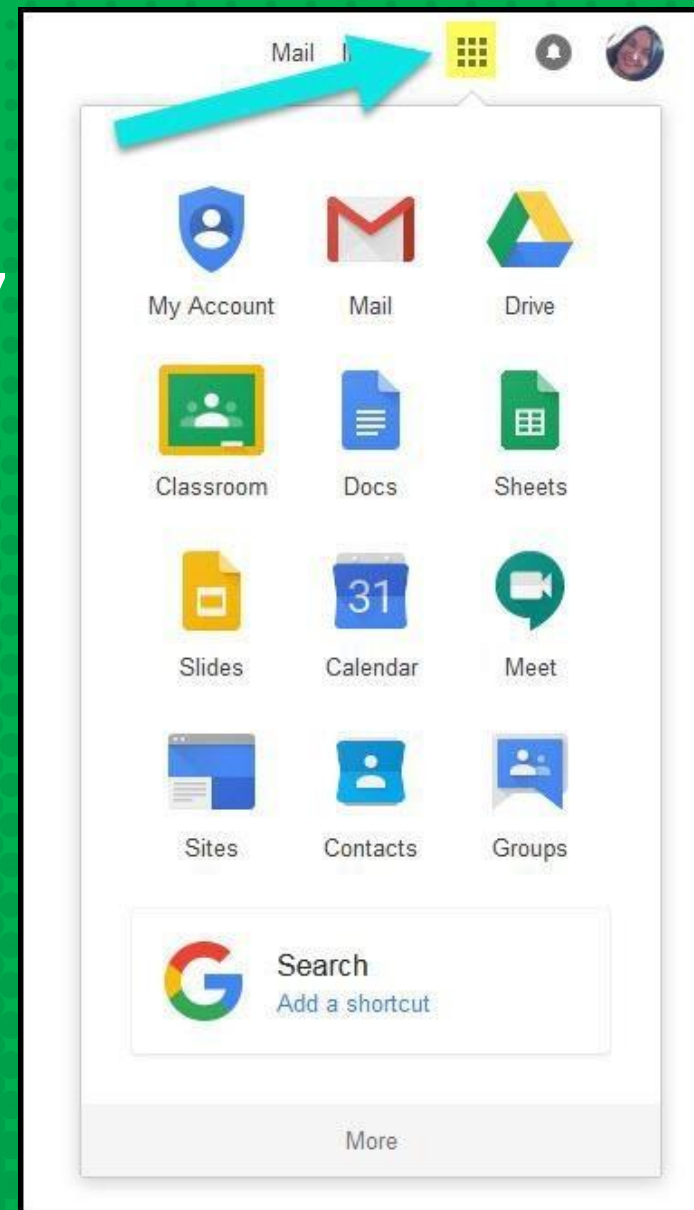 Mail
My Account Mail Drive
Classroom Docs Sheets
Slides 31 Calendar Meet
Sites Contacts Groups
Search
Add a shortcut
More